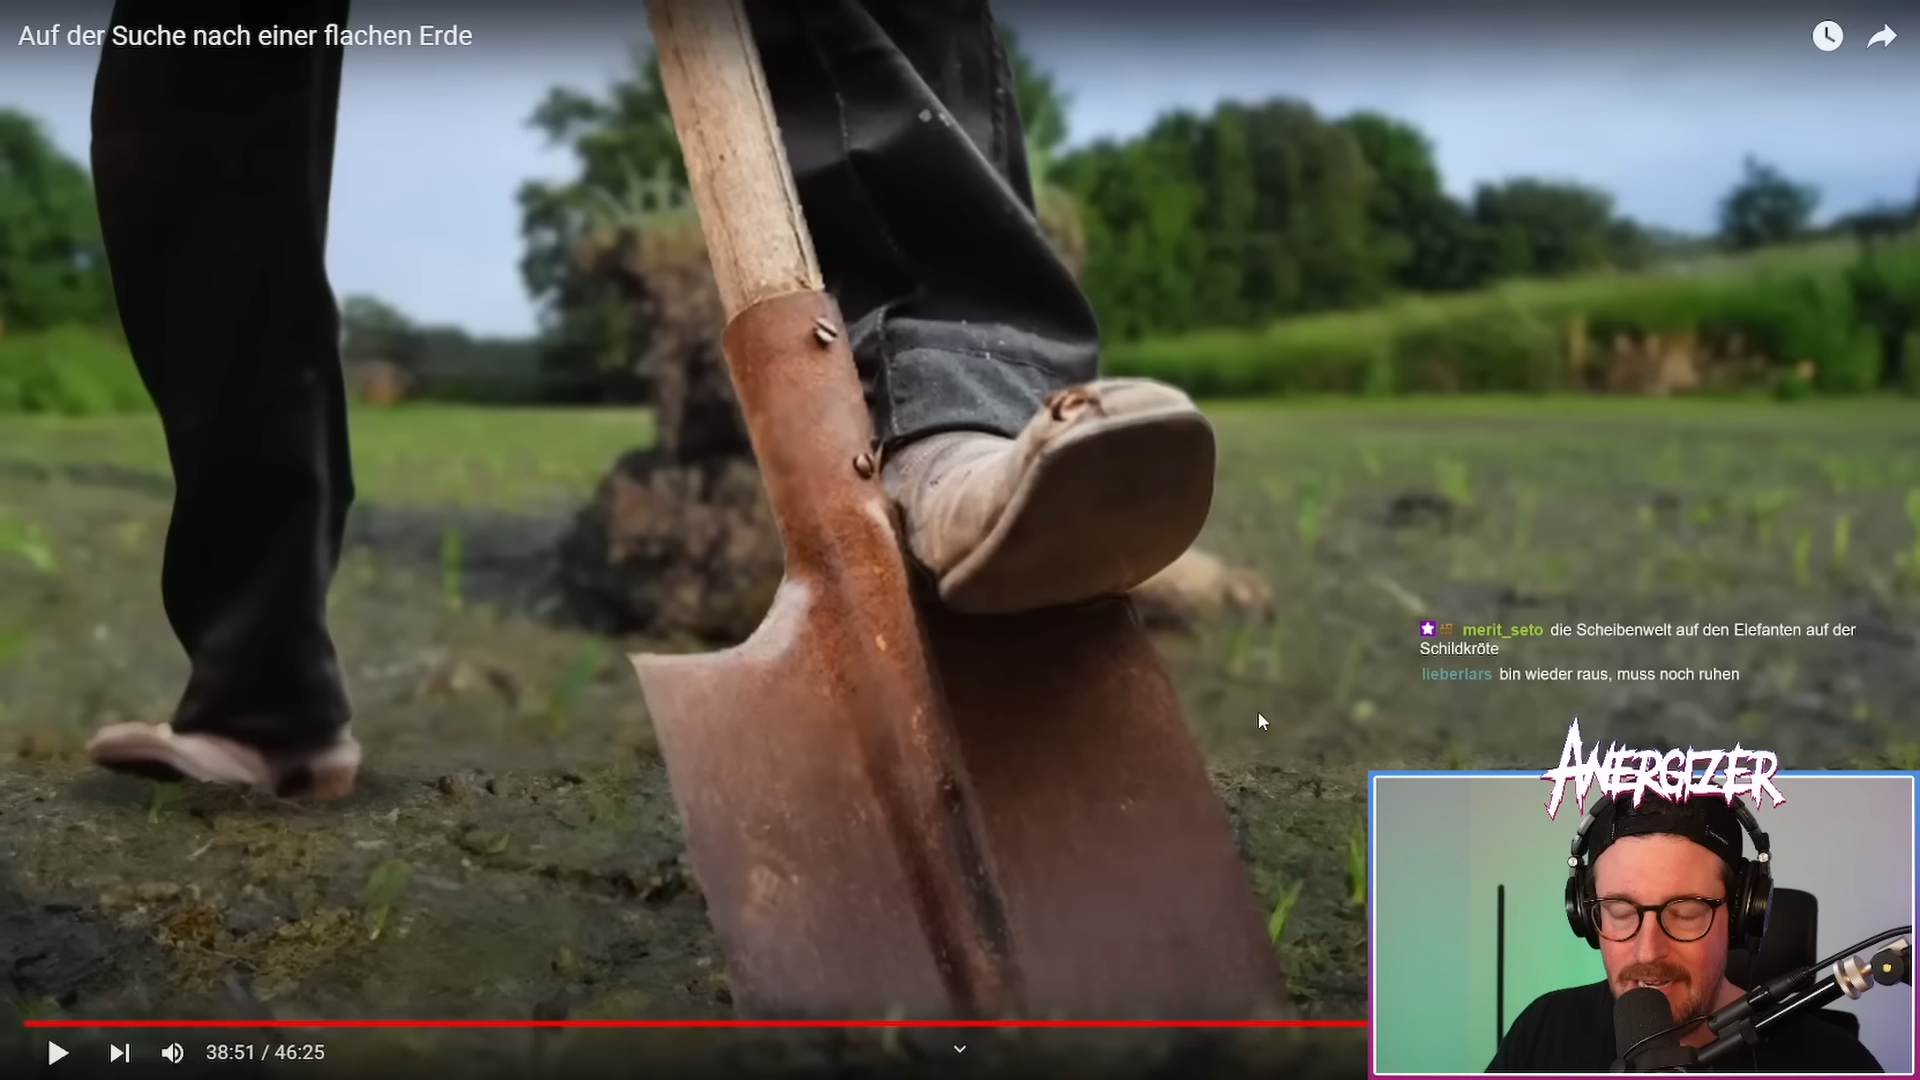 Auf der Suche nach einer flachen Erde
merit_seto die Scheibenwelt auf den Elefanten auf der
Schildkröte
lieberlars bin wieder raus, muss noch ruhen
AWERGIZER
38:51 / 46:25